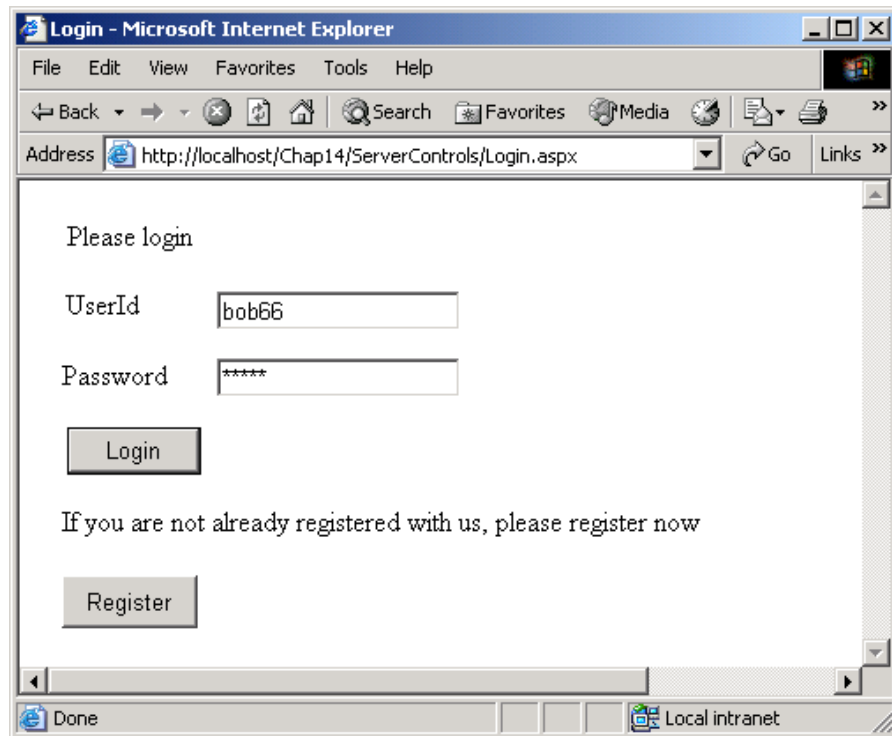 Login - Microsoft Internet Explorer
File Edit View Favorites Tools Help
Back Search Favorites Media »
Address http://localhost/Chap14/ServerControls/Login.aspx Go Links »
Please login
UserId bob66
Password *****
Login
If you are not already registered with us, please register now
Register
Done Local intranet